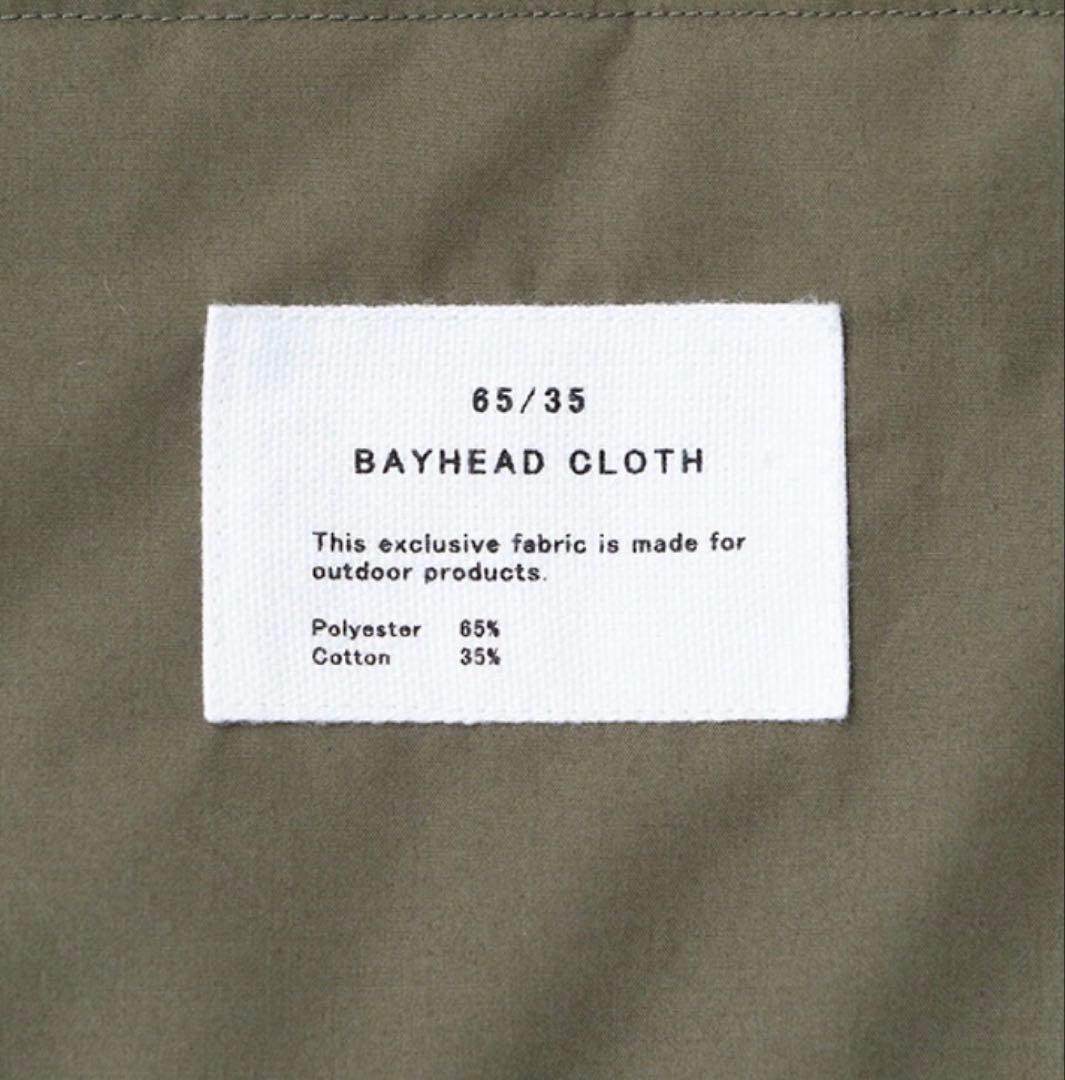 65/35
BAYHEAD CLOTH
This exclusive fabric is made for
outdoor products.
Polyester 65%
Cotton 35%